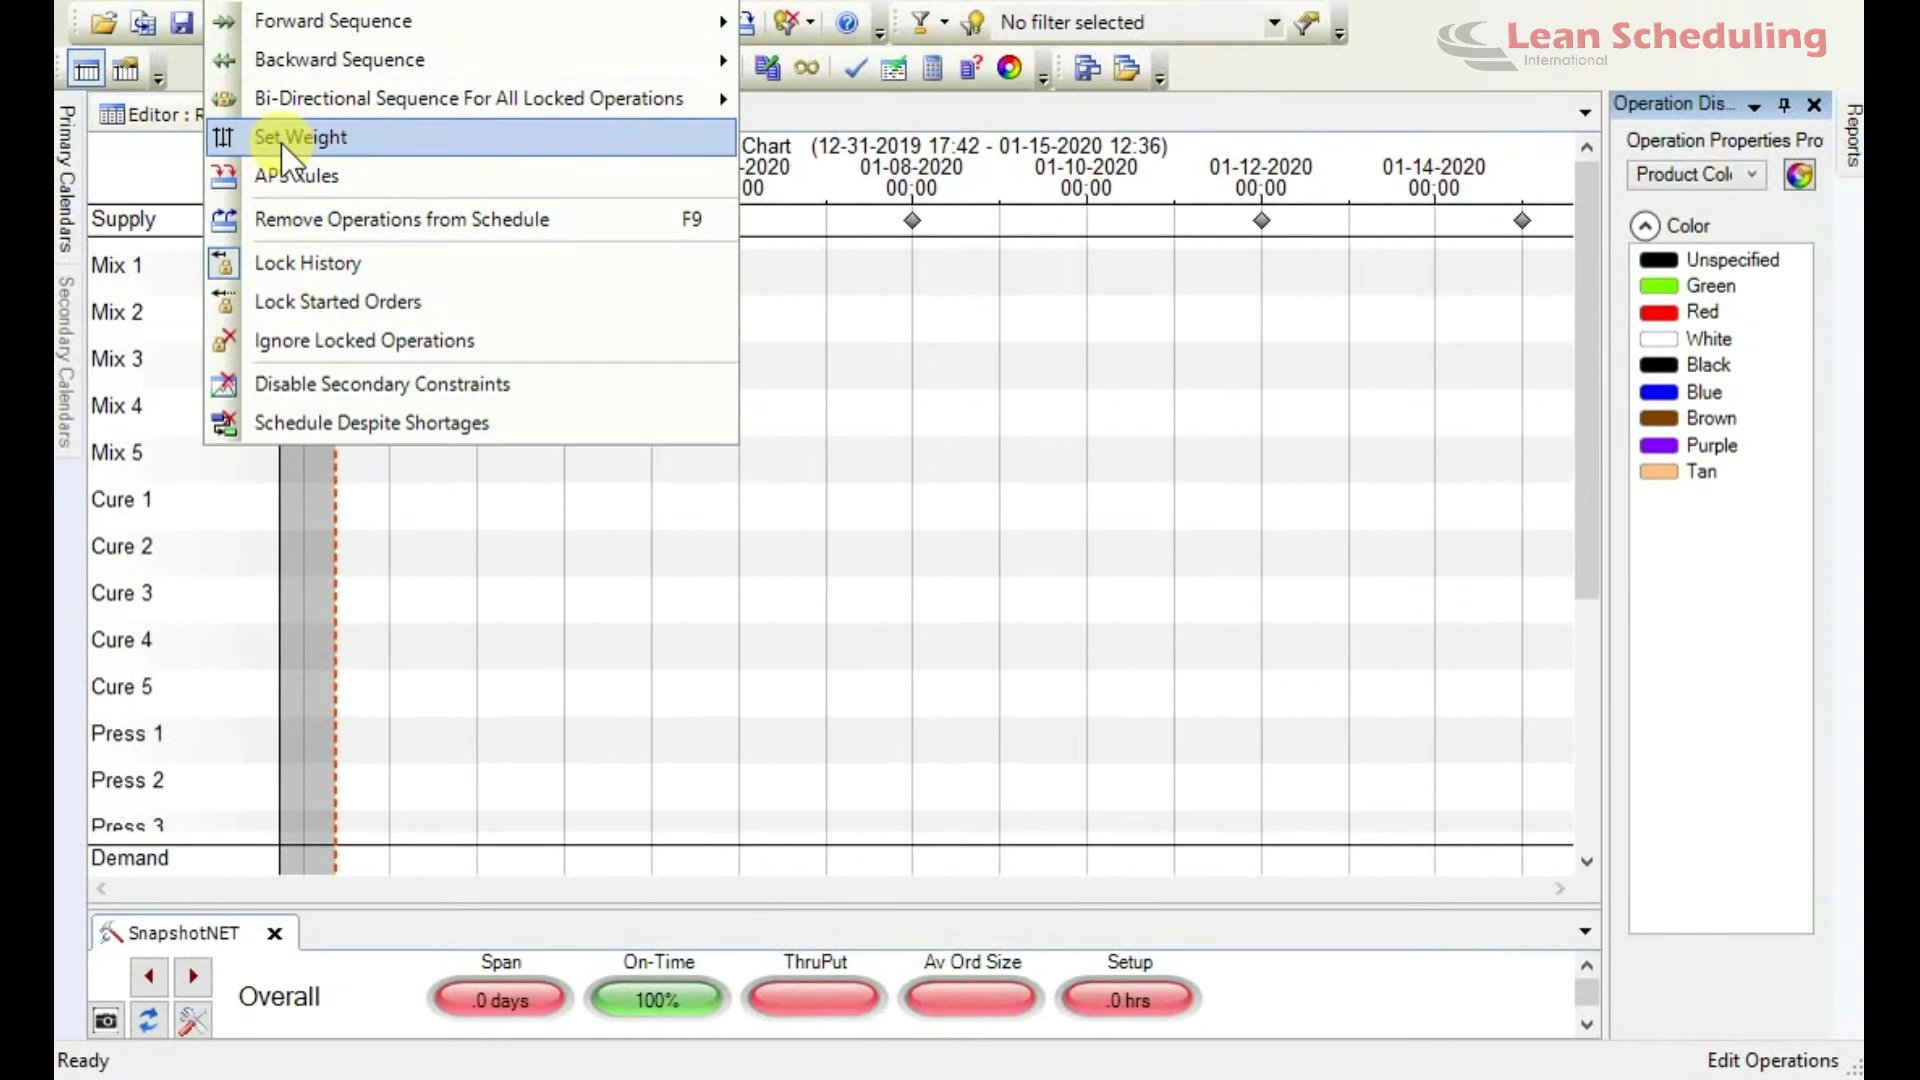 Forward Sequence
Backward Sequence
Bi-Directional Sequence For All Locked Operations
Set Weight
APS Rules
Remove Operations from Schedule F9
Lock History
Lock Started Orders
Ignore Locked Operations
Disable Secondary Constraints
Schedule Despite Shortages
No filter selected
Lean Scheduling
International
Editor : R
Primary Calendars
Secondary Calendars
Chart (12-31-2019 17:42 - 01-15-2020 12:36)
-2020 01-08-2020 01-10-2020 01-12-2020 01-14-2020
00 00:00 00:00 00:00 00:00
Supply
Mix 1
Mix 2
Mix 3
Mix 4
Mix 5
Cure 1
Cure 2
Cure 3
Cure 4
Cure 5
Press 1
Press 2
Press 3
Demand
Operation Dis...
Operation Properties Pro
Product Col
Color
Unspecified
Green
Red
White
Black
Blue
Brown
Purple
Tan
Reports
SnapshotNET
Span On-Time ThruPut Av Ord Size Setup
Overall .0 days 100% .0 hrs
Ready Edit Operations